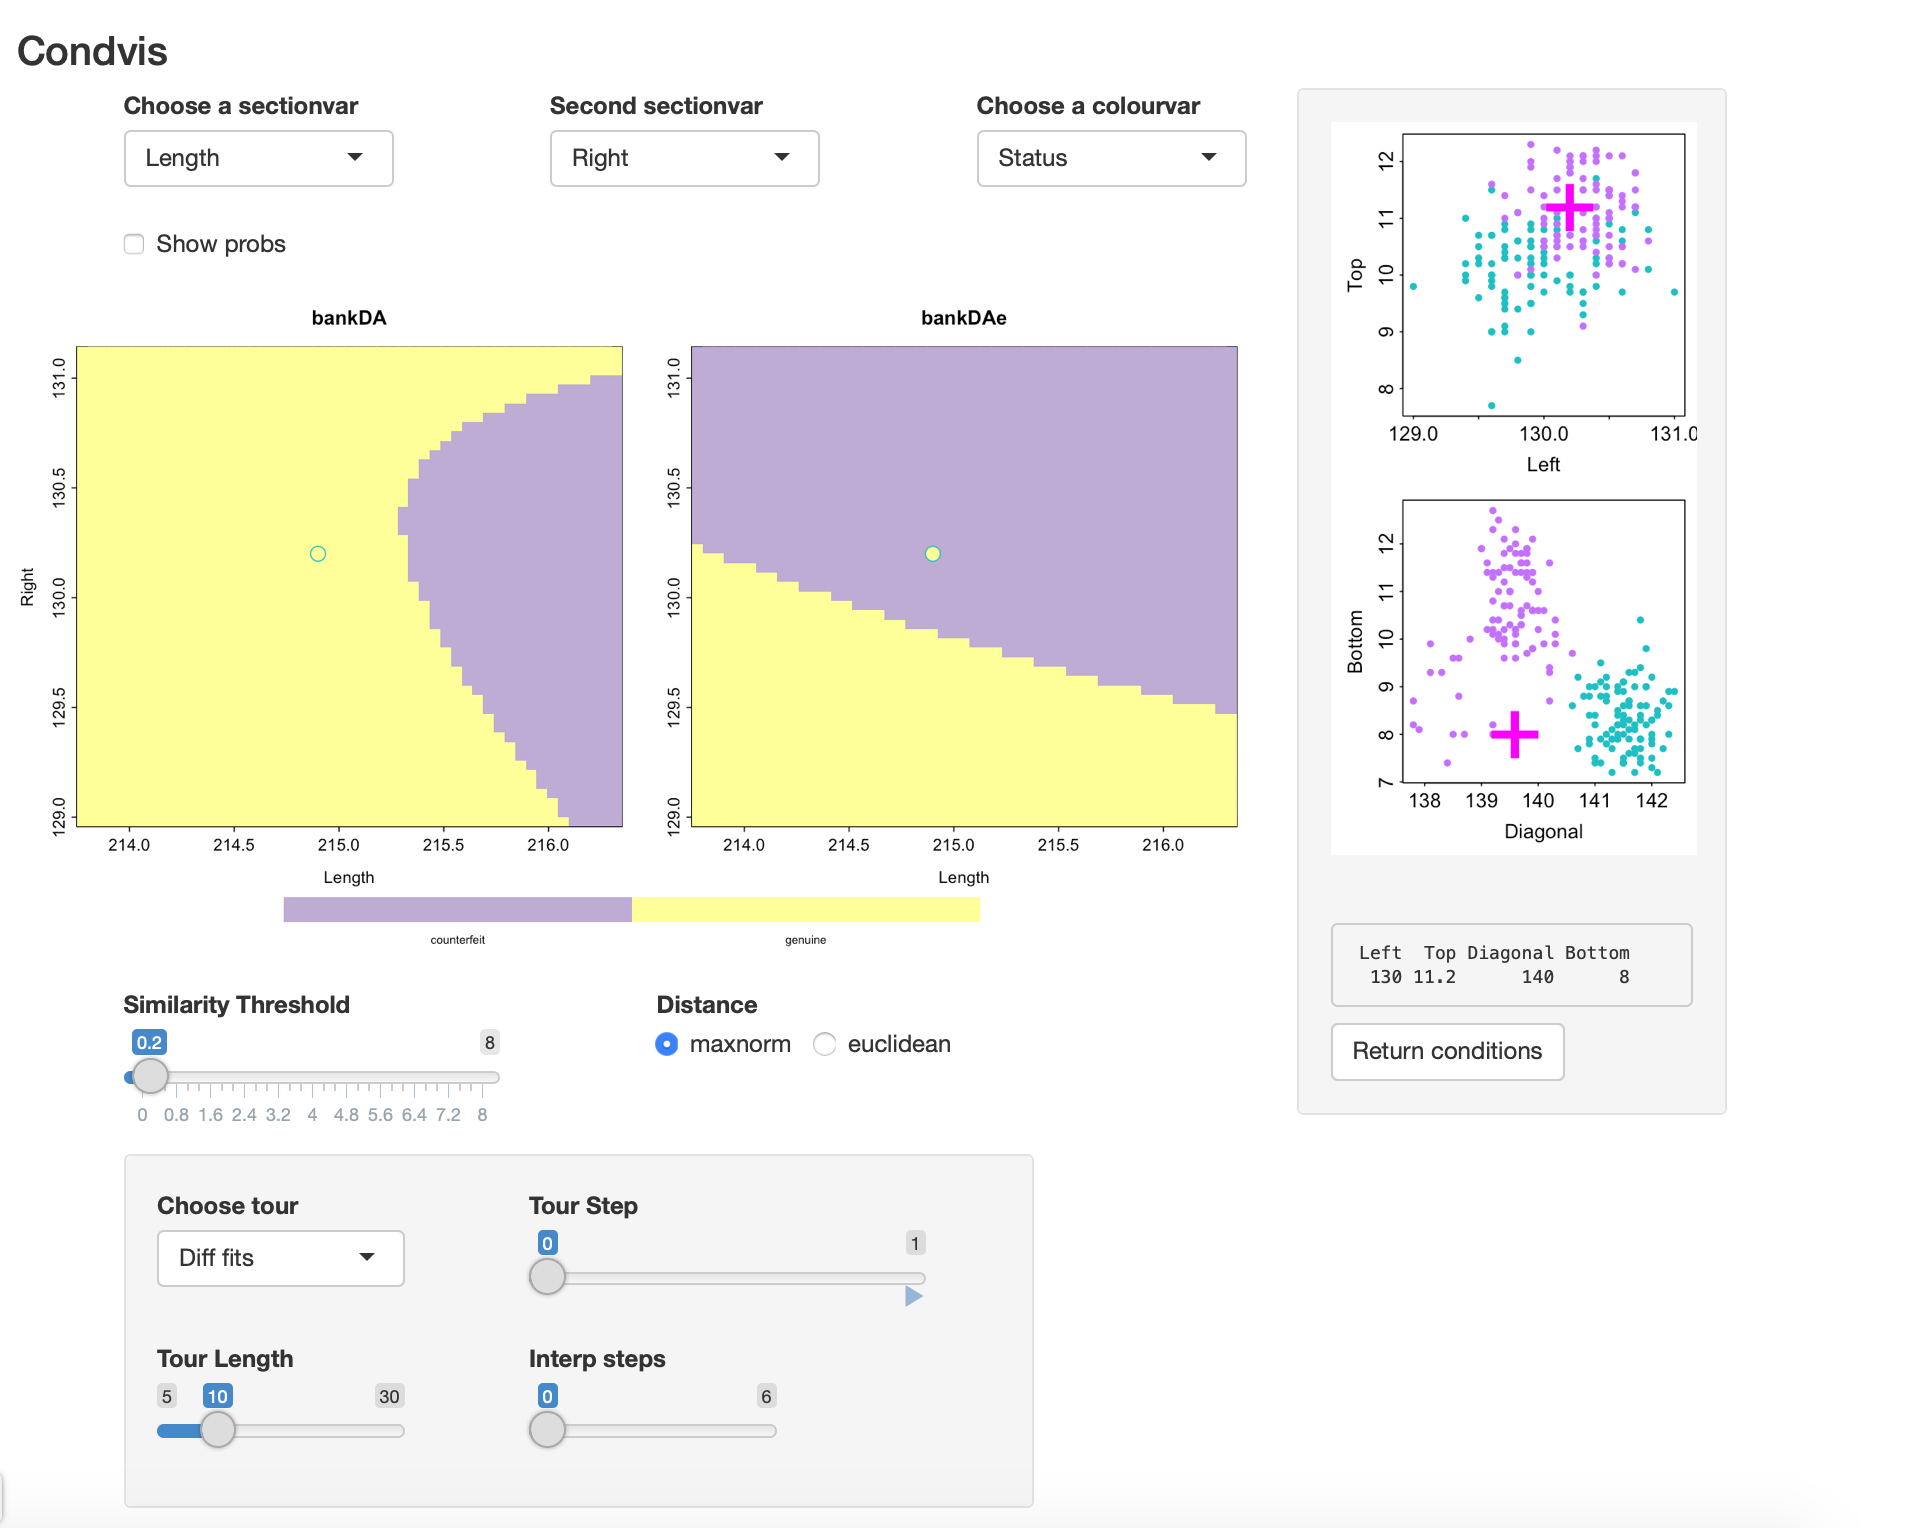 Condvis
Choose a sectionvar
Second sectionvar
Choose a colourvar
Length
Right
Status
Show probs
bankDA
bankDAe
131.0
130.5
130.0
129.5
129.0
Right
214.0 214.5 215.0 215.5 216.0
Length
131.0
130.5
130.0
129.5
129.0
214.0 214.5 215.0 215.5 216.0
Length
counterfeit genuine
12
11
10
9
8
Top
129.0 130.0 131.0
Left
12
11
10
9
8
7
Bottom
138 139 140 141 142
Diagonal
Left Top Diagonal Bottom
130 11.2 140 8
Return conditions
Similarity Threshold
0.2 8
0 0.8 1.6 2.4 3.2 4 4.8 5.6 6.4 7.2 8
Distance
maxnorm euclidean
Choose tour
Diff fits
Tour Step
0 1
Tour Length
5 10 30
Interp steps
0 6